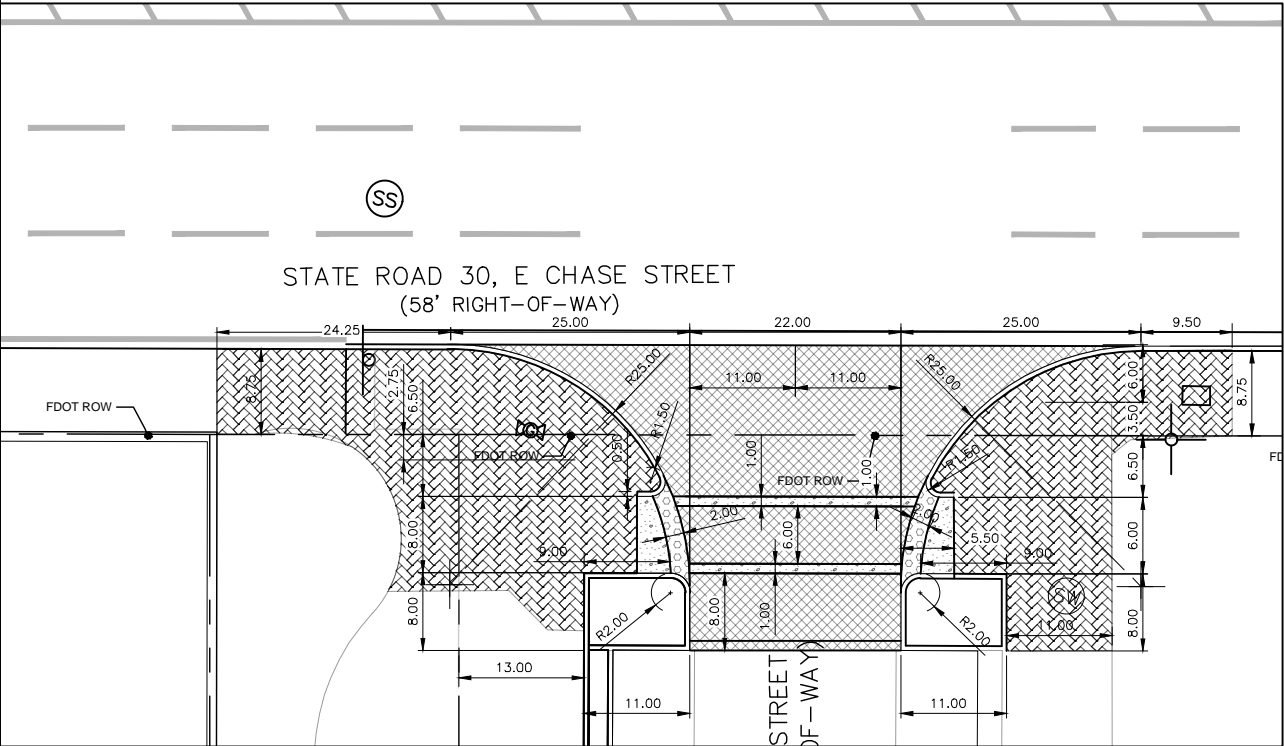 SS
STATE ROAD 30, E CHASE STREET
(58' RIGHT-OF-WAY)
24.25
25.00
22.00
25.00
9.50
8.75
2.75
6.50
R25.00
11.00
11.00
R25.00
6.00
3.50
8.75
FDOT ROW
FDOT ROW
G
0.50
R1.50
1.00
FDOT ROW
1.00
R1.50
6.50
FD
8.00
2.00
6.00
2.00
5.50
6.00
9.00
9.00
8.00
R2.00
8.00
1.00
R2.00
SW
11.00
8.00
13.00
11.00
11.00
STREET
OF-WAY)